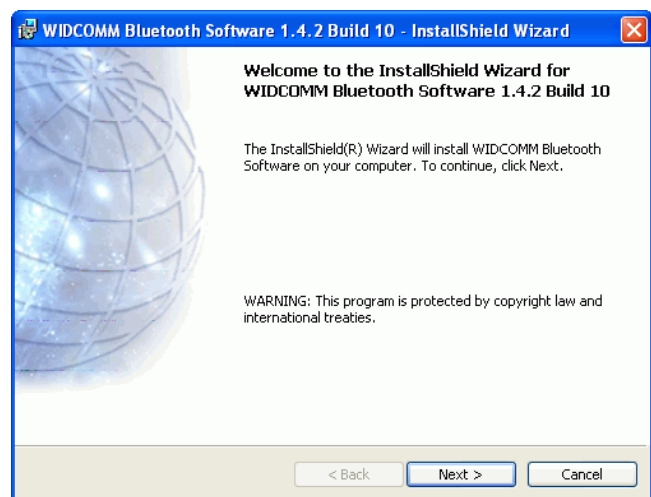 WIDCOMM Bluetooth Software 1.4.2 Build 10 - InstallShield Wizard
Welcome to the InstallShield Wizard for
WIDCOMM Bluetooth Software 1.4.2 Build 10
The InstallShield(R) Wizard will install WIDCOMM Bluetooth
Software on your computer. To continue, click Next.
WARNING: This program is protected by copyright law and
international treaties.
< Back
Next >
Cancel